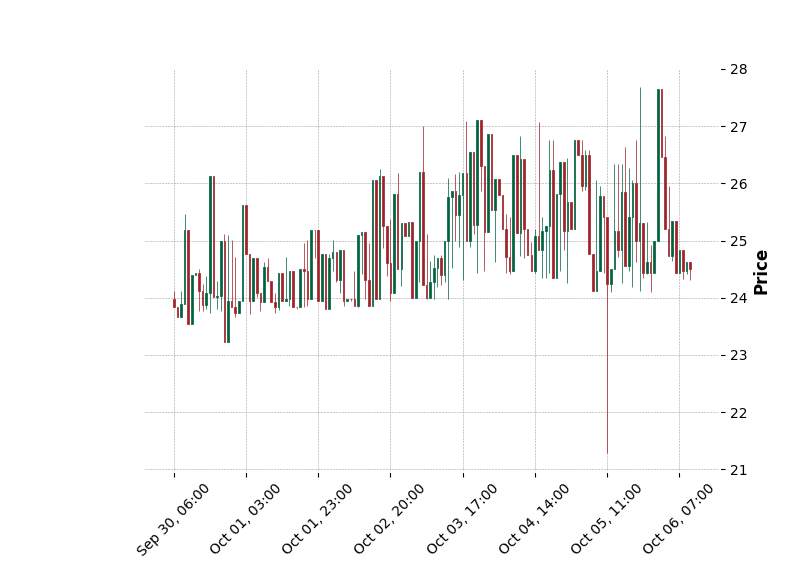 28
27
26
25
24
23
22
21
Price
Sep 30, 06:00
Oct 01, 03:00
Oct 01, 23:00
Oct 02, 20:00
Oct 03, 17:00
Oct 04, 14:00
Oct 05, 11:00
Oct 06, 07:00